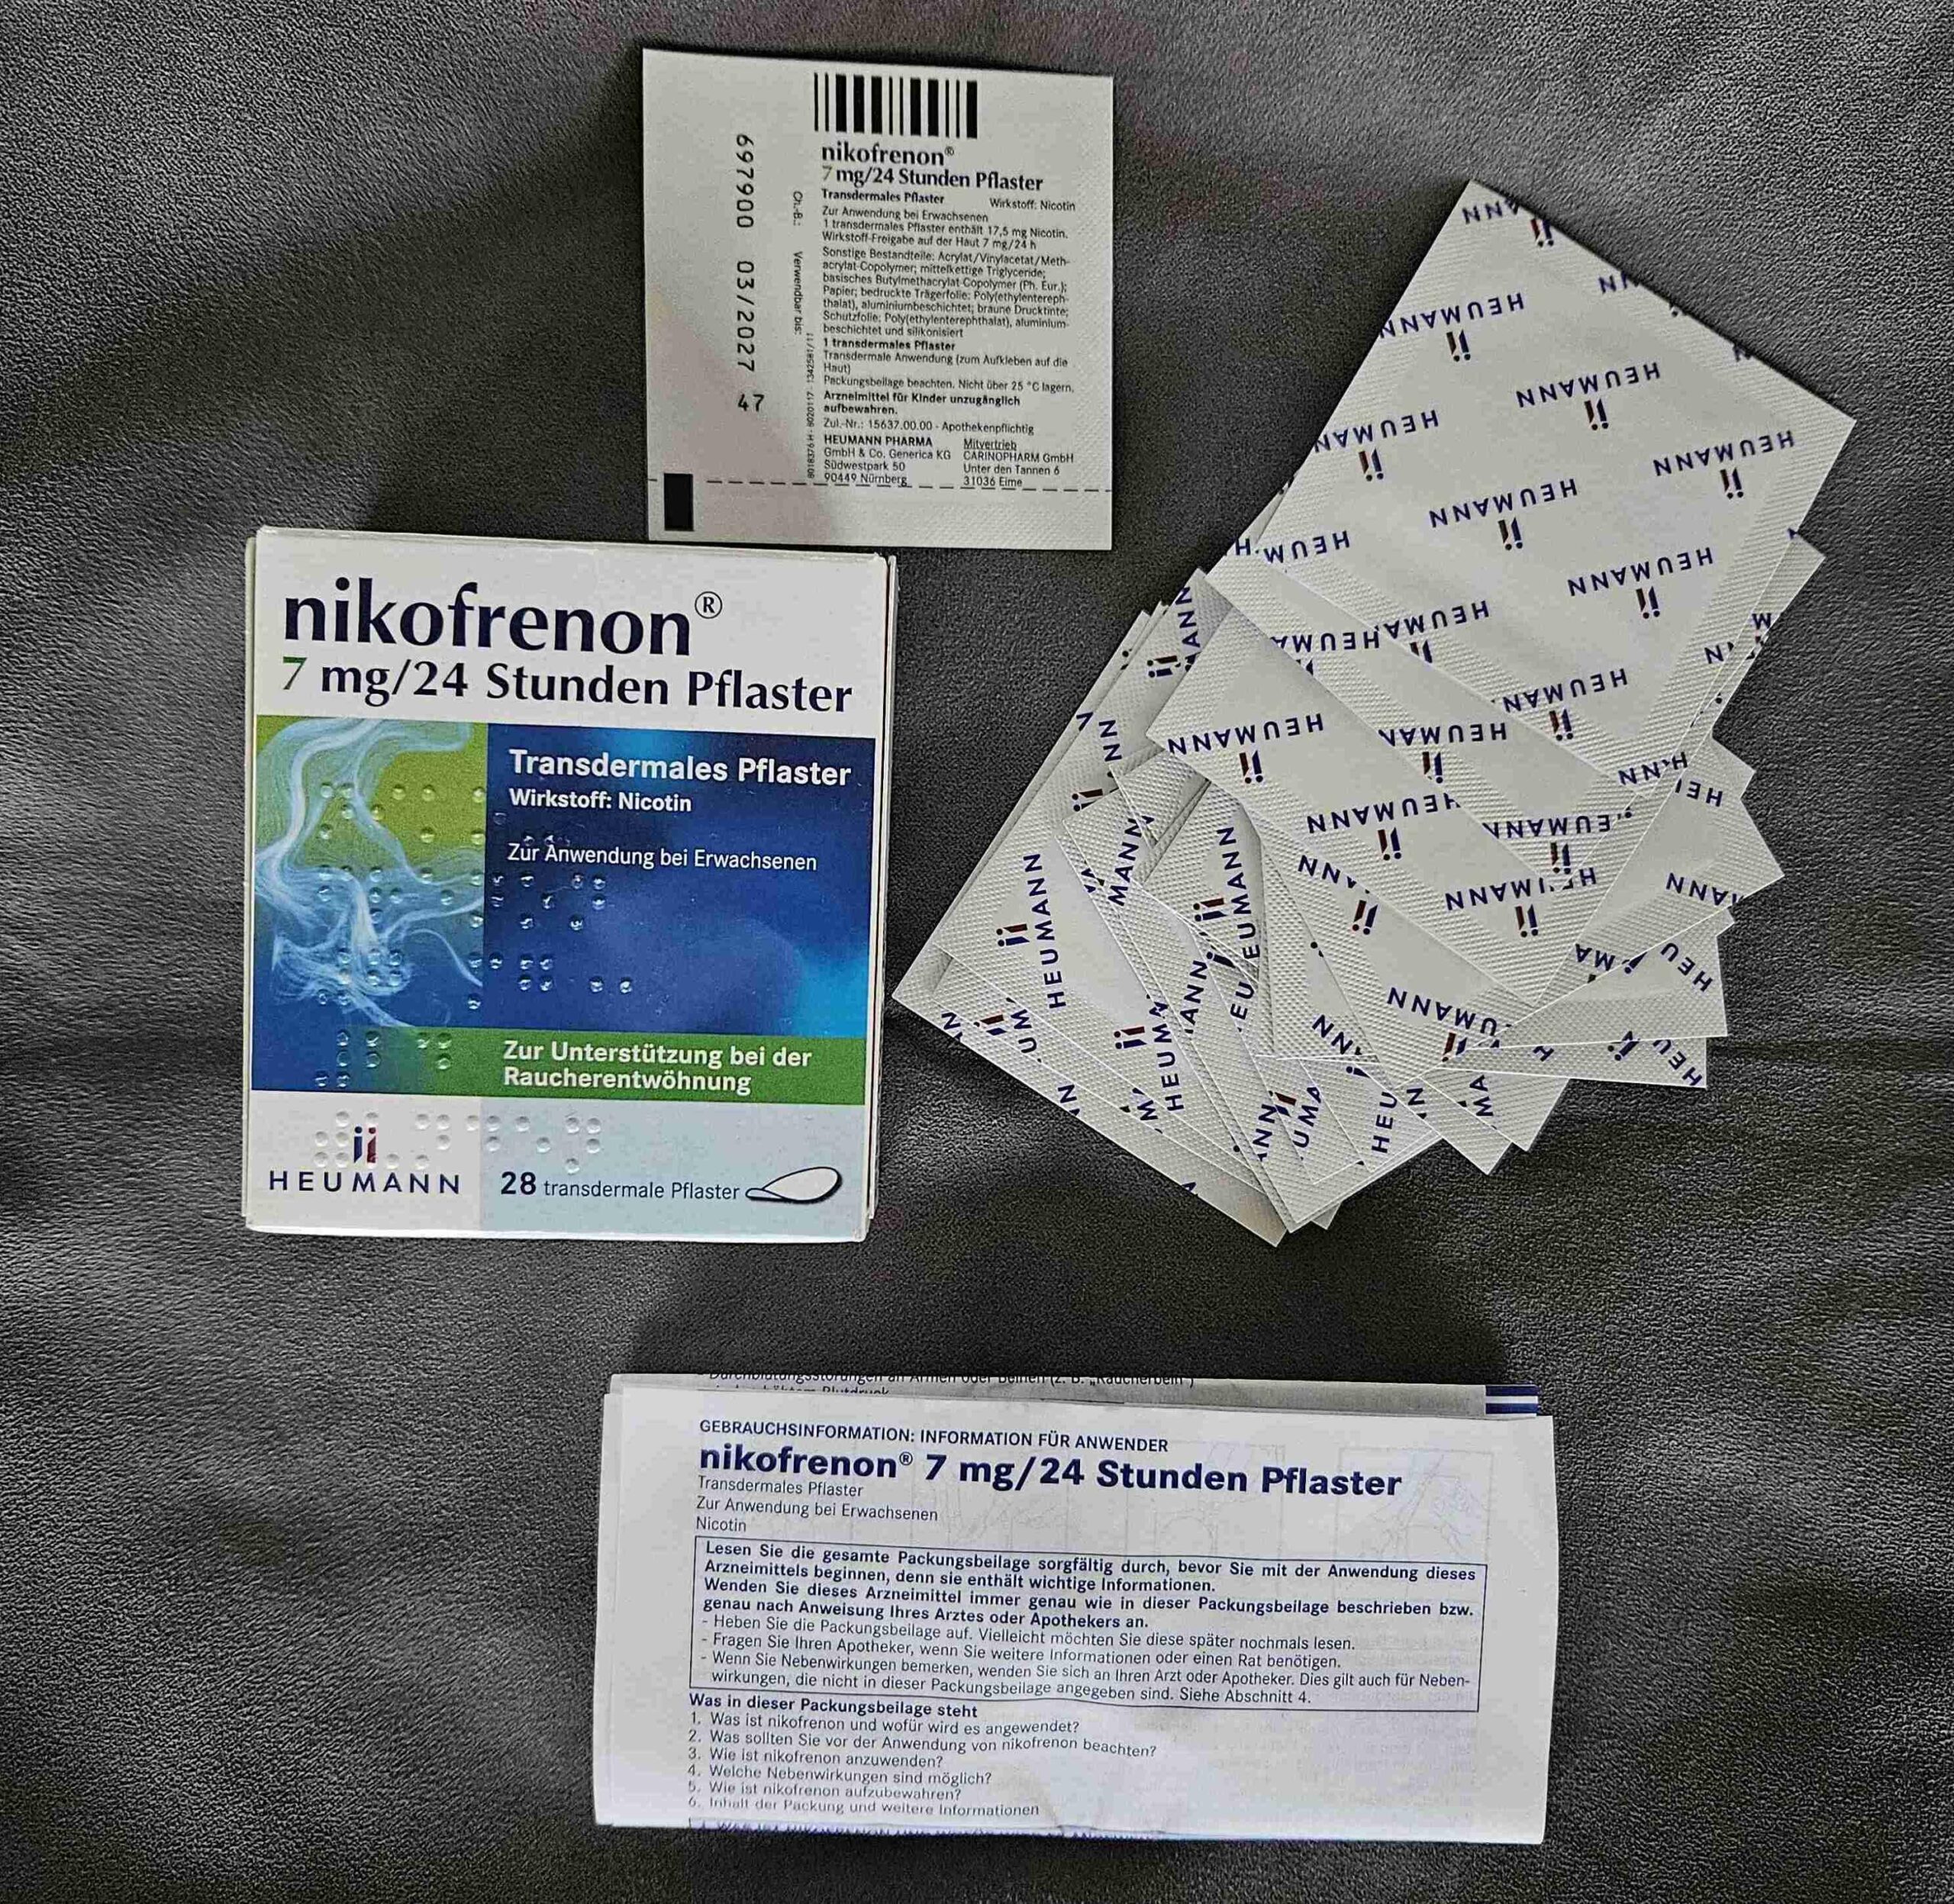 697900 03/2027 47
Ch.-B.: Verwendbar bis:
nikofrenon®
7 mg/24 Stunden Pflaster
Transdermales Pflaster Wirkstoff: Nicotin
Zur Anwendung bei Erwachsenen
1 transdermales Pflaster enthält 17,5 mg Nicotin.
Wirkstoff-Freigabe auf der Haut 7 mg/24 h
Sonstige Bestandteile: Acrylat/Vinylacetat/Meth-
acrylat-Copolymer; mittelkettige Triglyceride;
basisches Butylmethacrylat-Copolymer (Ph. Eur.);
Papier; bedruckte Trägerfolie: Poly(ethylentereph-
thalat), aluminiumbeschichtet; braune Drucktinte;
Schutzfolie: Poly(ethylenterephthalat), aluminium-
beschichtet und silikonisiert
1 transdermales Pflaster
Transdermale Anwendung (zum Aufkleben auf die
Haut)
Packungsbeilage beachten. Nicht über 25 °C lagern.
Arzneimittel für Kinder unzugänglich
aufbewahren.
Zul.-Nr.: 15637.00.00 - Apothekenpflichtig
HEUMANN PHARMA
GmbH & Co. Generica KG
Südwestpark 50
90449 Nürnberg
Mitvertrieb
CARINOPHARM GmbH
Unter den Tannen 6
31036 Eime
nikofrenon®
7 mg/24 Stunden Pflaster
Transdermales Pflaster
Wirkstoff: Nicotin
Zur Anwendung bei Erwachsenen
Zur Unterstützung bei der
Raucherentwöhnung
HEUMANN
28 transdermale Pflaster
HEUMANN
HEUMANN
HEUMANN
HEUMANN
HEUMANN
HEUMANN
HEUMANN
HEUMANN
HEUMANN
HEUMANN
Durchblutungsstörungen an Armen oder Beinen (z. B. „Raucherbein")
GEBRAUCHSINFORMATION: INFORMATION FÜR ANWENDER
nikofrenon® 7 mg/24 Stunden Pflaster
Transdermales Pflaster
Zur Anwendung bei Erwachsenen
Nicotin
Lesen Sie die gesamte Packungsbeilage sorgfältig durch, bevor Sie mit der Anwendung dieses
Arzneimittels beginnen, denn sie enthält wichtige Informationen.
Wenden Sie dieses Arzneimittel immer genau wie in dieser Packungsbeilage beschrieben bzw.
genau nach Anweisung Ihres Arztes oder Apothekers an.
- Heben Sie die Packungsbeilage auf. Vielleicht möchten Sie diese später nochmals lesen.
- Fragen Sie Ihren Apotheker, wenn Sie weitere Informationen oder einen Rat benötigen.
- Wenn Sie Nebenwirkungen bemerken, wenden Sie sich an Ihren Arzt oder Apotheker. Dies gilt auch für Neben-
wirkungen, die nicht in dieser Packungsbeilage angegeben sind. Siehe Abschnitt 4.
Was in dieser Packungsbeilage steht
1. Was ist nikofrenon und wofür wird es angewendet?
2. Was sollten Sie vor der Anwendung von nikofrenon beachten?
3. Wie ist nikofrenon anzuwenden?
4. Welche Nebenwirkungen sind möglich?
5. Wie ist nikofrenon aufzubewahren?
6. Inhalt der Packung und weitere Informationen